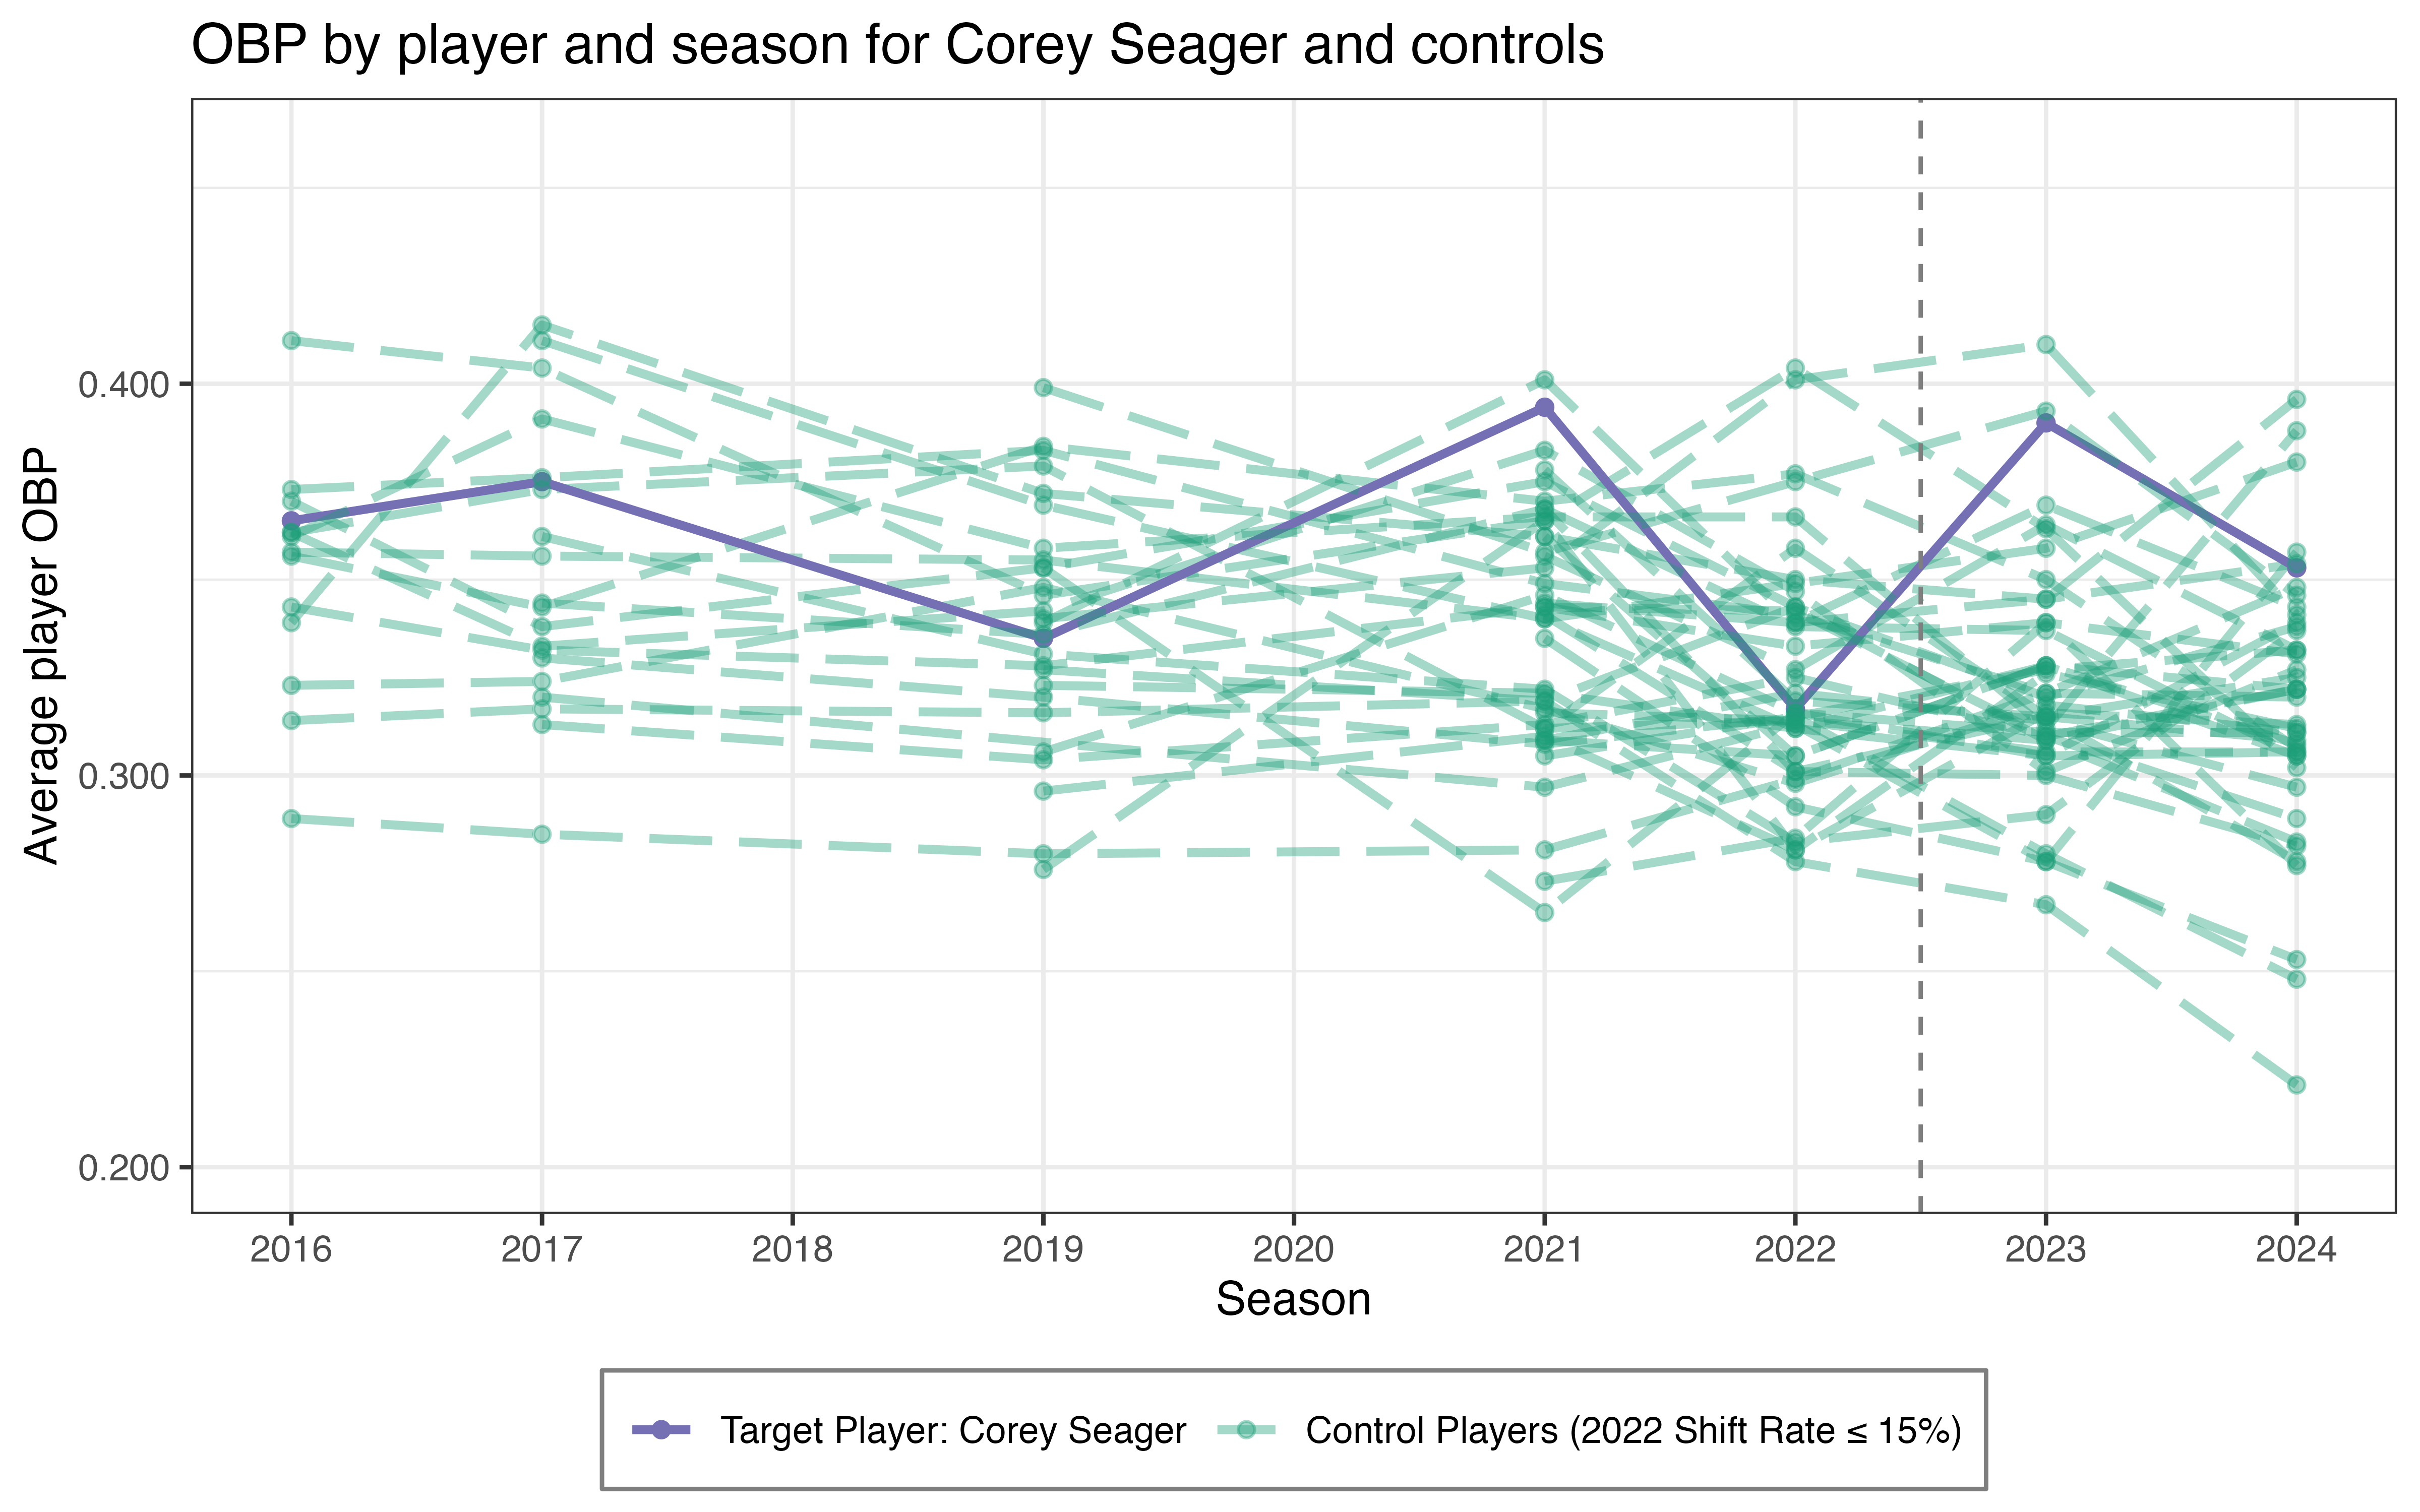 OBP by player and season for Corey Seager and controls
Average player OBP
0.400
0.300
0.200
2016 2017 2018 2019 2020 2021 2022 2023 2024
Season
Target Player: Corey Seager Control Players (2022 Shift Rate ≤ 15%)